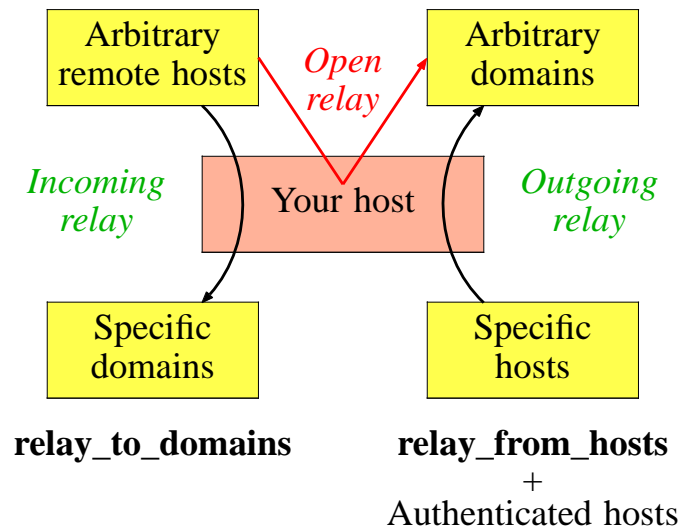 Arbitrary
remote hosts
Open
relay
Arbitrary
domains
Incoming
relay
Your host
Outgoing
relay
Specific
domains
Specific
hosts
relay_to_domains
relay_from_hosts
+
Authenticated hosts